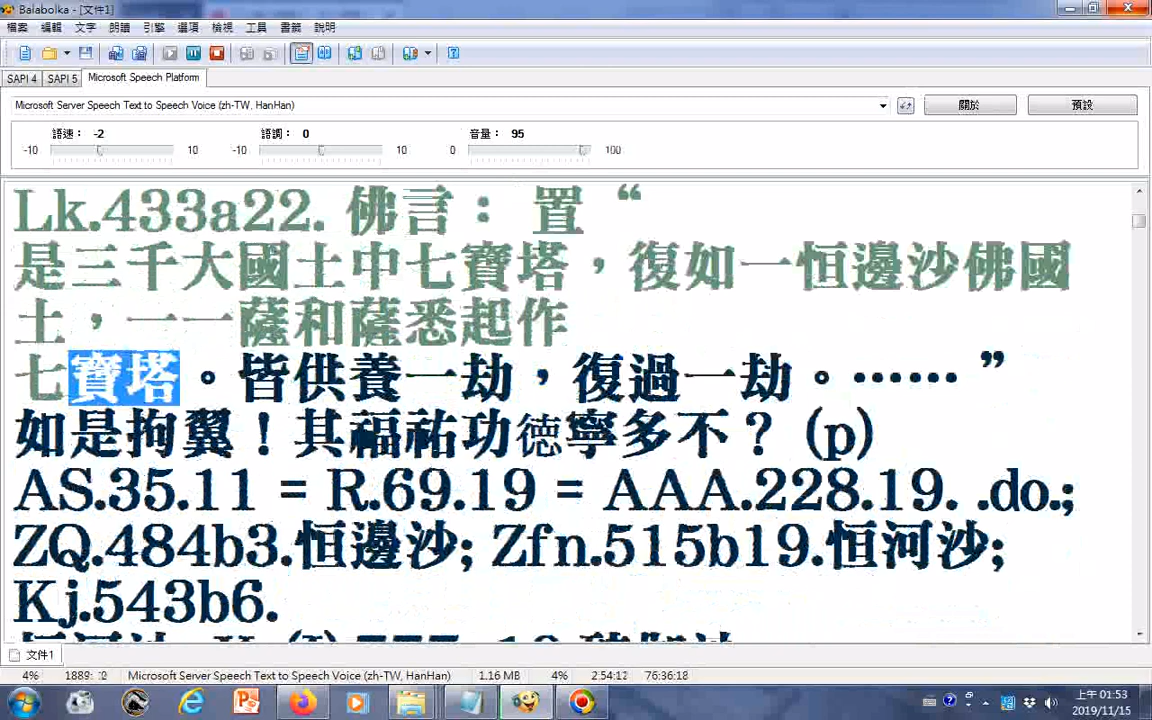 Balabolka - [文件1]
檔案 編輯 文字 朗讀 引擎 選項 檢視 工具 書籤 說明
SAPI 4 SAPI 5 Microsoft Speech Platform
Microsoft Server Speech Text to Speech Voice (zh-TW, HanHan) 關於 預設
語速： -2 語調： 0 音量： 95
-10 10 -10 10 0 100
Lk.433a22. 佛言： 置“
是三千大國土中七寶塔，復如一恒邊沙佛國
土，一一薩和薩悉起作
七寶塔。皆供養一劫，復過一劫。……”
如是拘翼！其福祐功德寧多不？(p)
AS.35.11 = R.69.19 = AAA.228.19. .do.;
ZQ.484b3.恒邊沙; Zfn.515b19.恒河沙;
Kj.543b6.
文件1
4% Microsoft Server Speech Text to Speech Voice (zh-TW, HanHan) 1.16 MB 4% 2:54:12 76:36:18
上午 01:53
2019/11/15